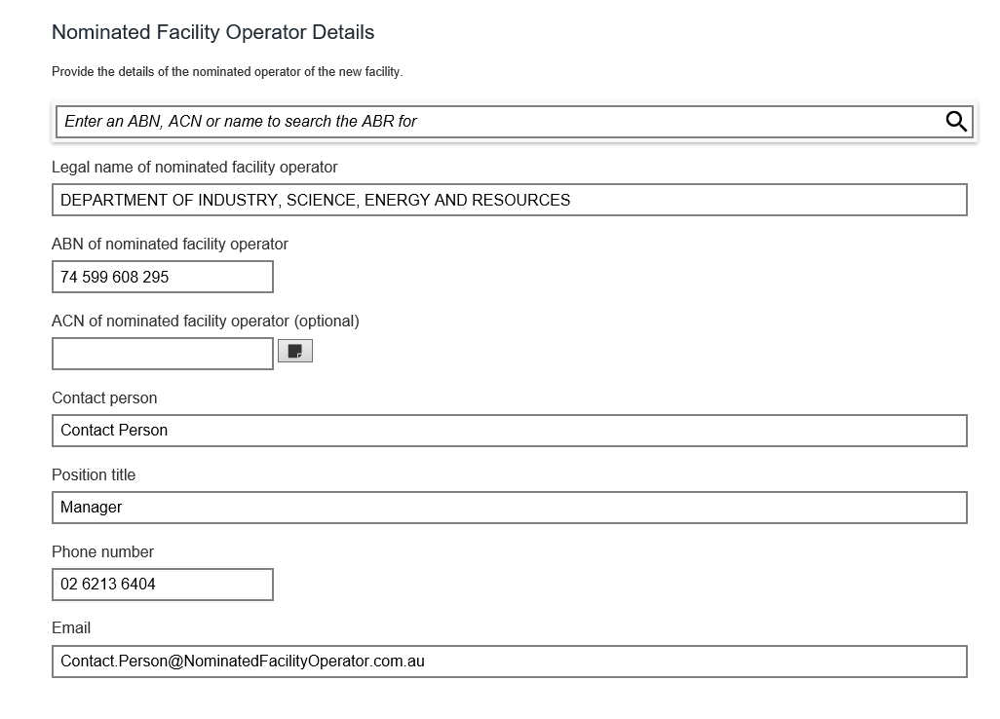 Nominated Facility Operator Details
Provide the details of the nominated operator of the new facility.
Enter an ABN, ACN or name to search the ABR for
Legal name of nominated facility operator
DEPARTMENT OF INDUSTRY, SCIENCE, ENERGY AND RESOURCES
ABN of nominated facility operator
74 599 608 295
ACN of nominated facility operator (optional)
Contact person
Contact Person
Position title
Manager
Phone number
02 6213 6404
Email
Contact.Person@NominatedFacilityOperator.com.au